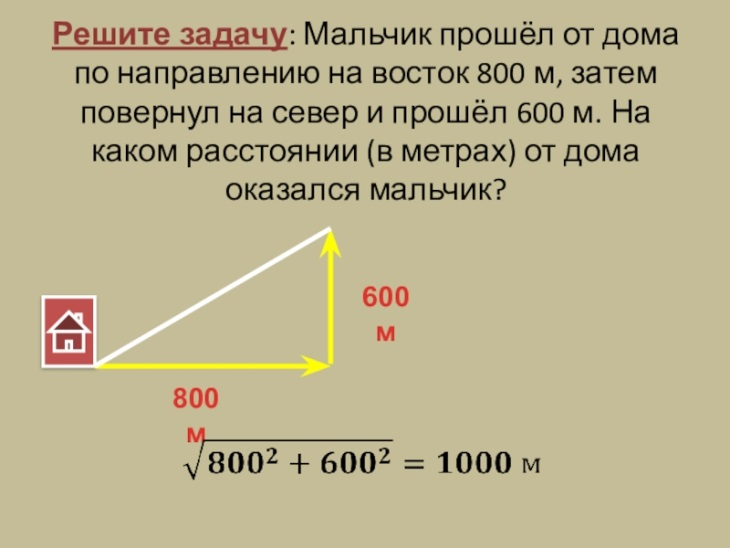 Решите задачу: Мальчик прошёл от дома
по направлению на восток 800 м, затем
повернул на север и прошёл 600 м. На
каком расстоянии (в метрах) от дома
оказался мальчик?
600
м
800
м
√800² + 600² = 1000 м